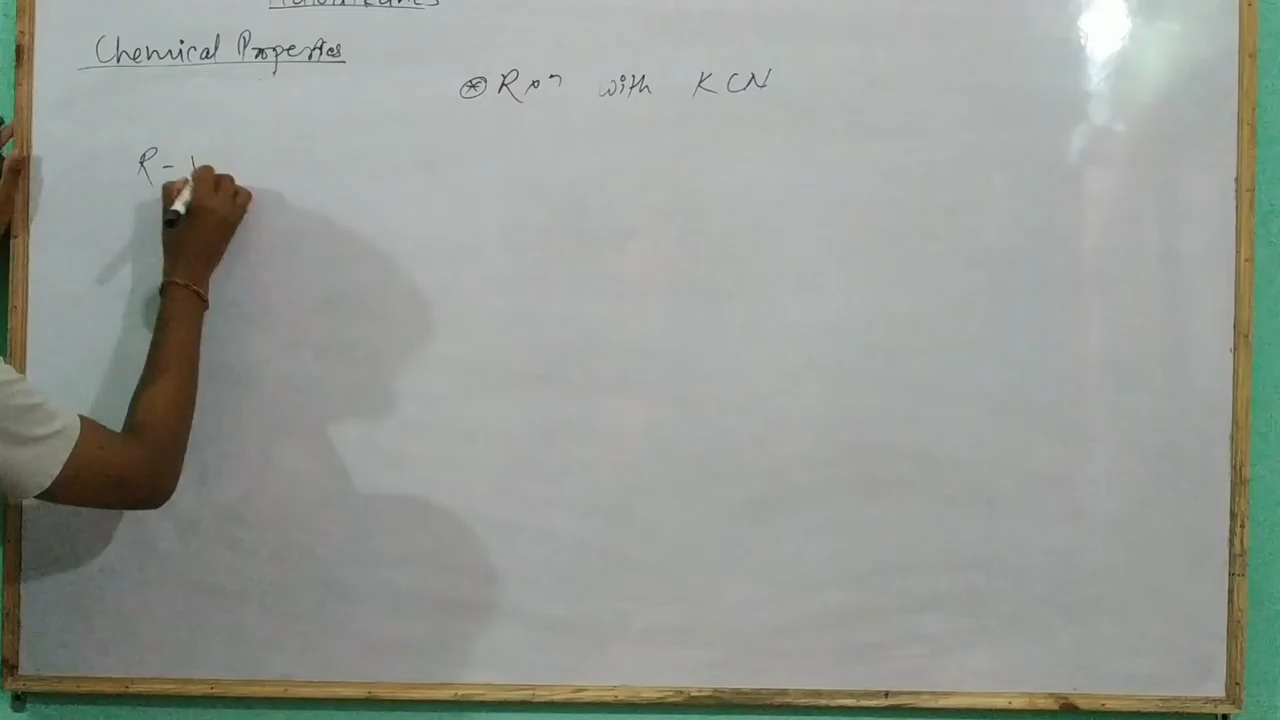 Chemical Properties
⊛ Rxn with KCN
R -